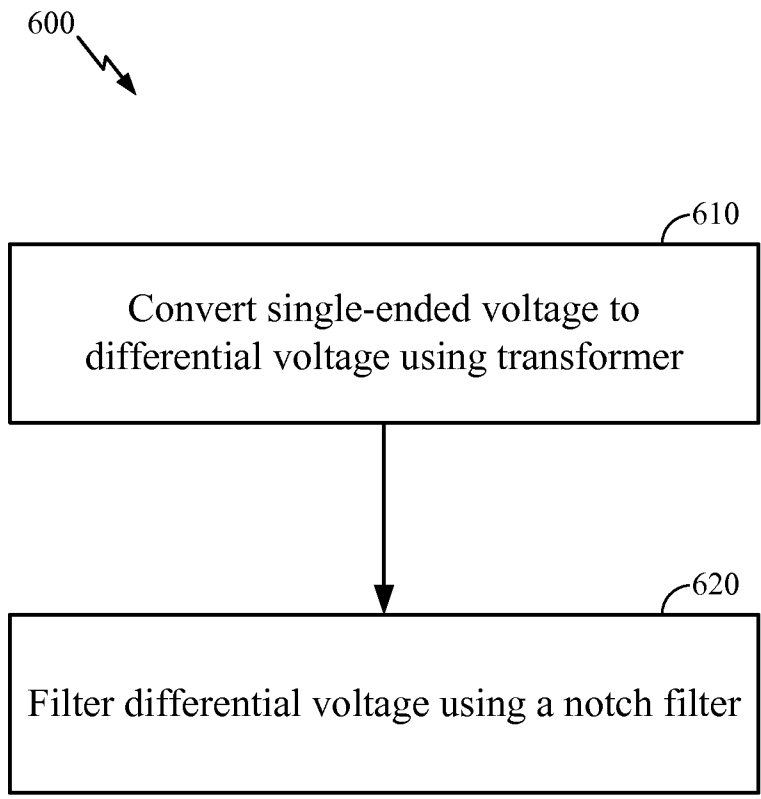 600
610
Convert single-ended voltage to
differential voltage using transformer
620
Filter differential voltage using a notch filter